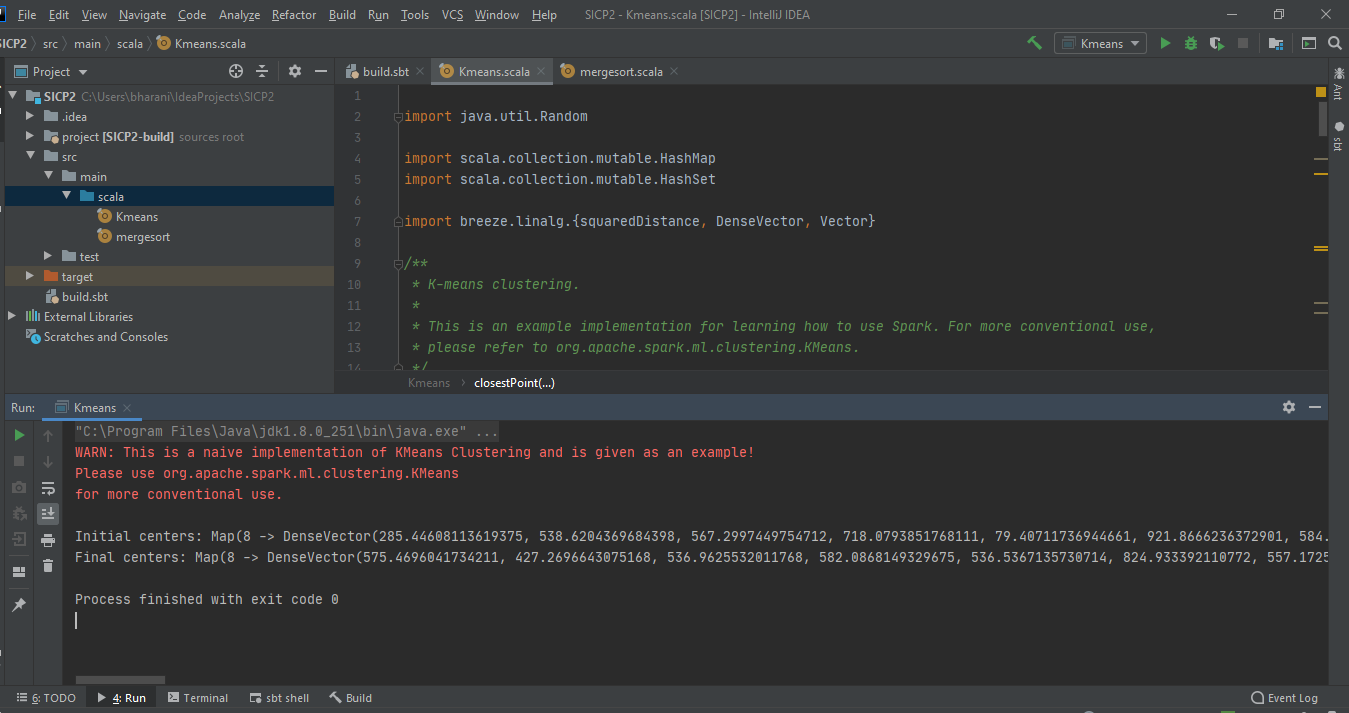 File Edit View Navigate Code Analyze Refactor Build Run Tools VCS Window Help SICP2 - Kmeans.scala [SICP2] - IntelliJ IDEA
SICP2 src main scala Kmeans.scala
Kmeans
Project
build.sbt Kmeans.scala mergesort.scala
SICP2 C:\Users\bharani\IdeaProjects\SICP2
.idea
project [SICP2-build] sources root
src
main
scala
Kmeans
mergesort
test
target
build.sbt
External Libraries
Scratches and Consoles
1
2 import java.util.Random
3
4 import scala.collection.mutable.HashMap
5 import scala.collection.mutable.HashSet
6
7 import breeze.linalg.{squaredDistance, DenseVector, Vector}
8
9 /**
10 * K-means clustering.
11 *
12 * This is an example implementation for learning how to use Spark. For more conventional use,
13 * please refer to org.apache.spark.ml.clustering.KMeans.
14 */
Kmeans closestPoint(...)
Ant
sbt
Run: Kmeans
"C:\Program Files\Java\jdk1.8.0_251\bin\java.exe" ...
WARN: This is a naive implementation of KMeans Clustering and is given as an example!
Please use org.apache.spark.ml.clustering.KMeans
for more conventional use.
Initial centers: Map(8 -> DenseVector(285.44608113619375, 538.6204369684398, 567.2997449754712, 718.0793851768111, 79.40711736944661, 921.8666236372901, 584.
Final centers: Map(8 -> DenseVector(575.4696041734211, 427.2696643075168, 536.9625532011768, 582.0868149329675, 536.5367135730714, 824.933392110772, 557.1725
Process finished with exit code 0
6: TODO 4: Run Terminal sbt shell Build Event Log